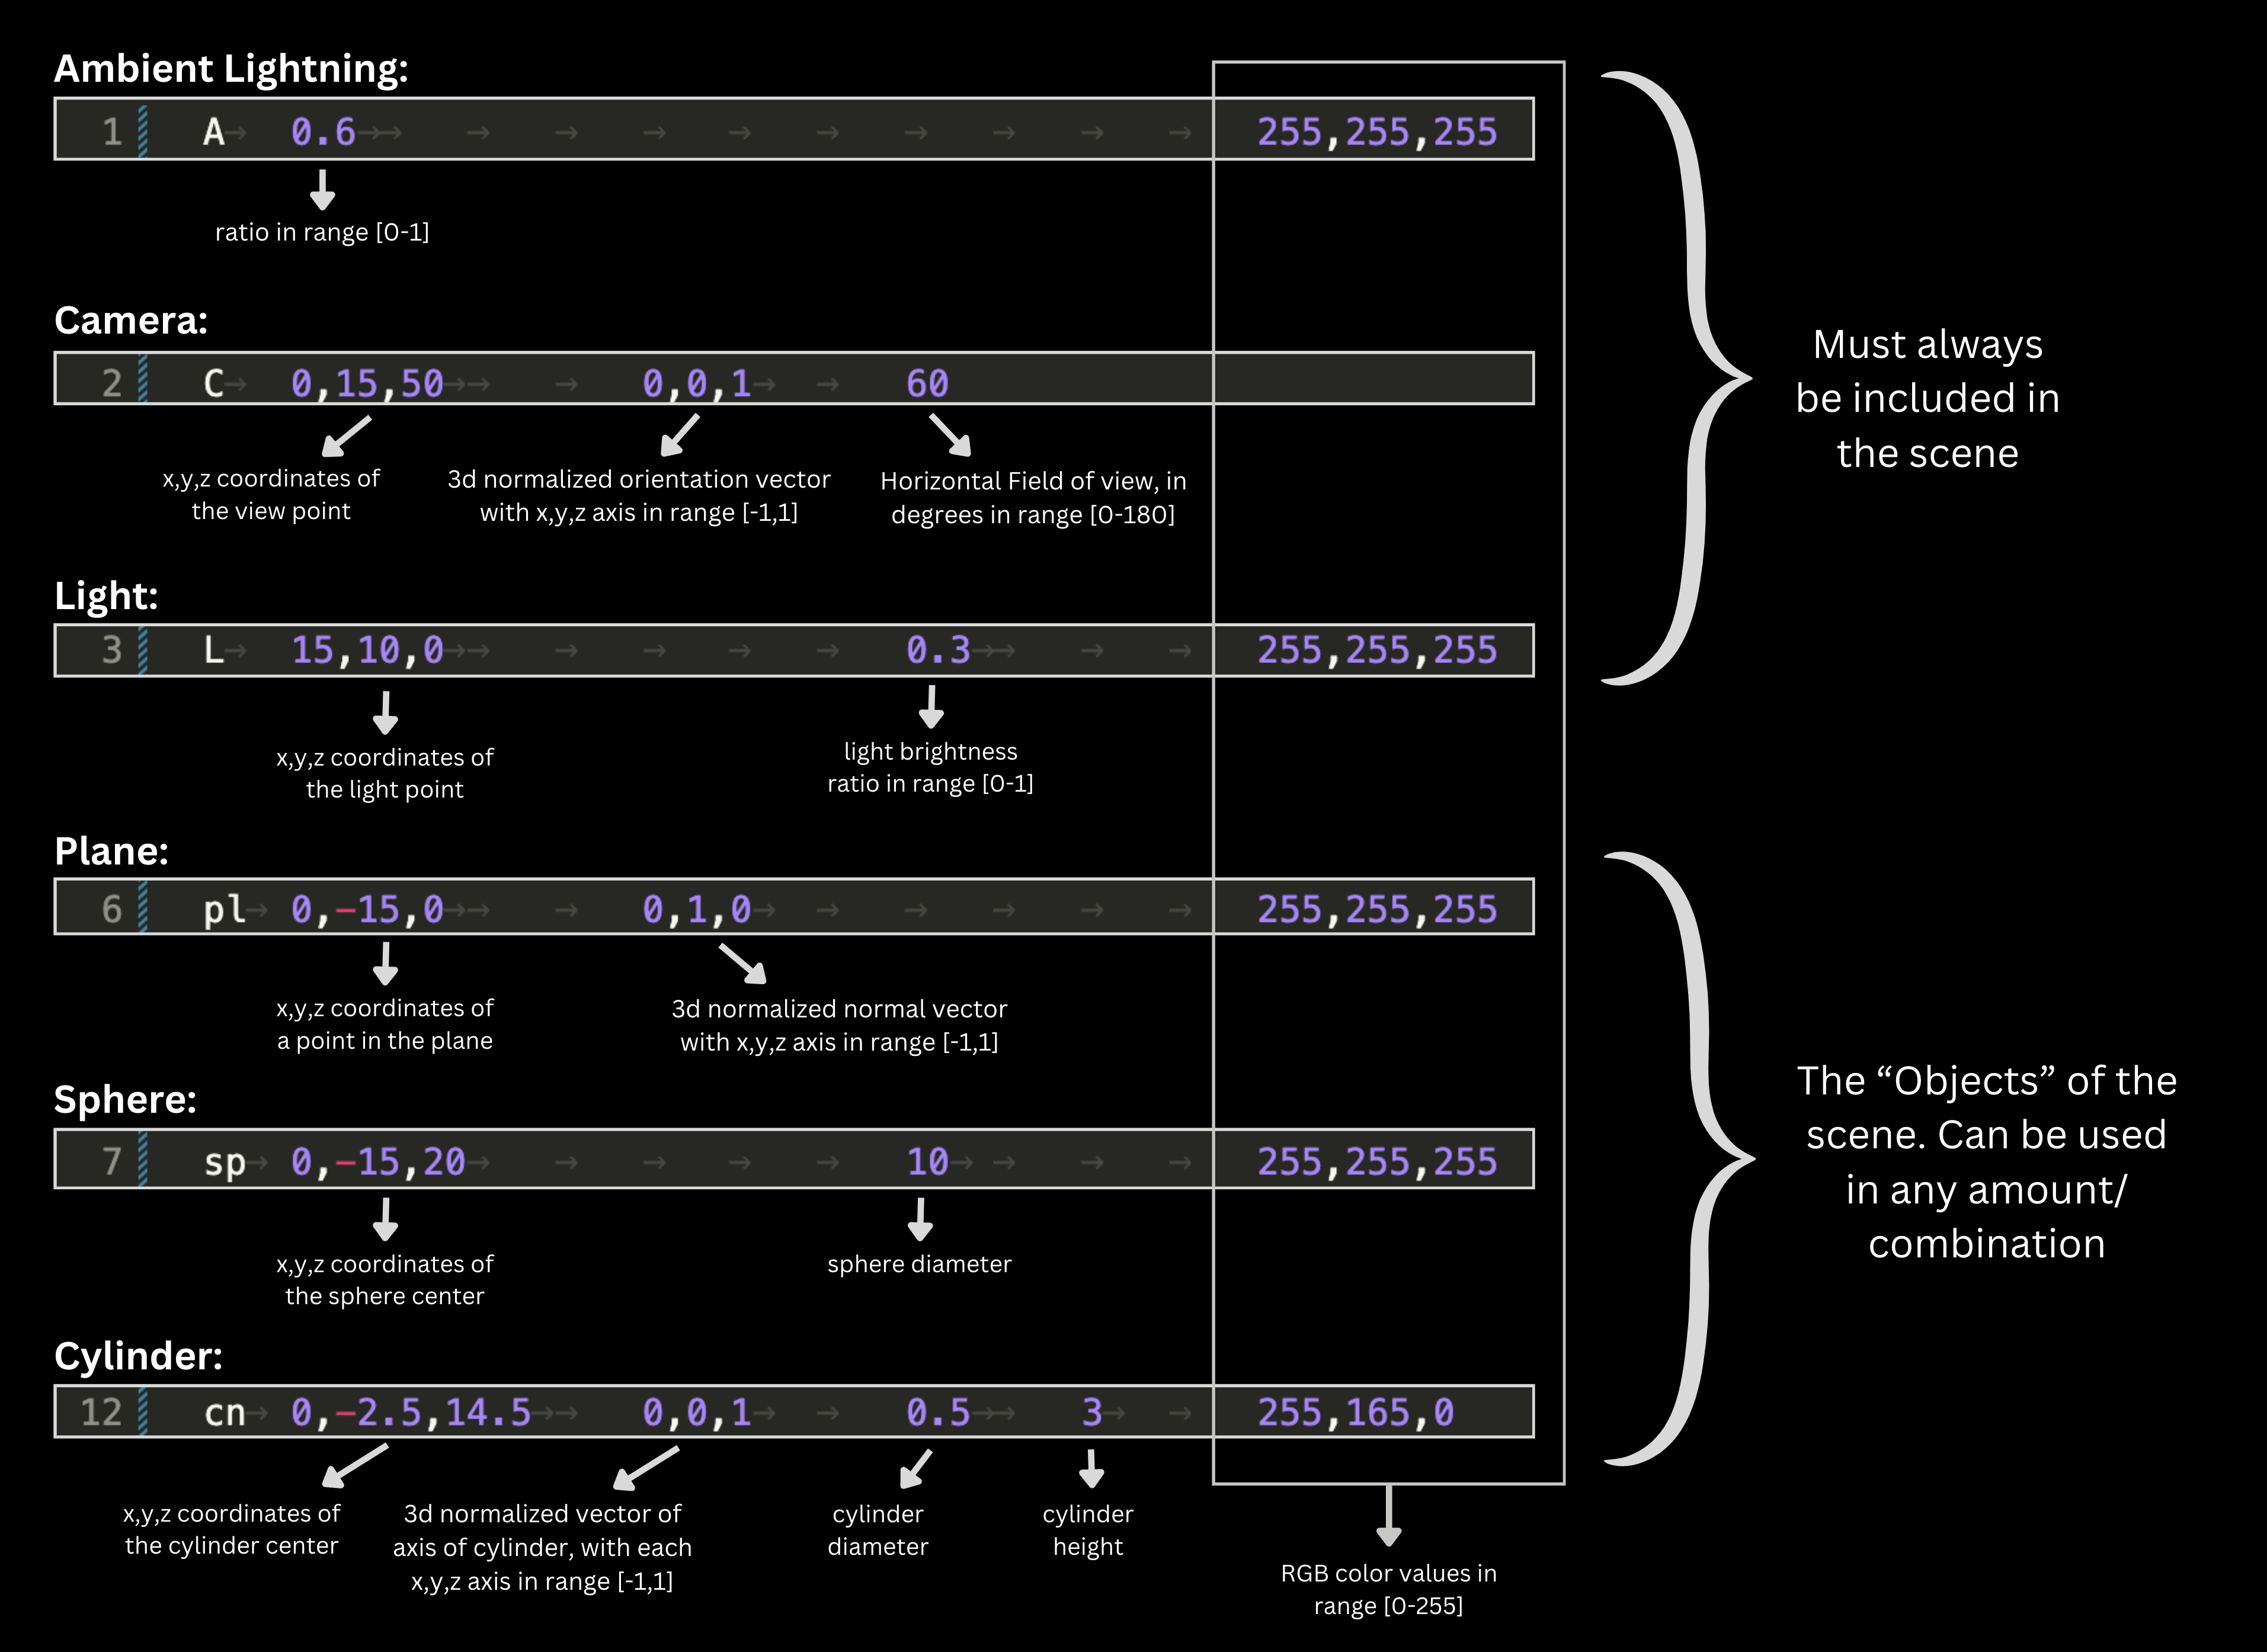 Ambient Lightning:
1 A 0.6 255,255,255
ratio in range [0-1]
Camera:
2 C 0,15,50 0,0,1 60
x,y,z coordinates of
the view point
3d normalized orientation vector
with x,y,z axis in range [-1,1]
Horizontal Field of view, in
degrees in range [0-180]
Must always
be included in
the scene
Light:
3 L 15,10,0 0.3 255,255,255
x,y,z coordinates of
the light point
light brightness
ratio in range [0-1]
Plane:
6 pl 0,-15,0 0,1,0 255,255,255
x,y,z coordinates of
a point in the plane
3d normalized normal vector
with x,y,z axis in range [-1,1]
Sphere:
7 sp 0,-15,20 10 255,255,255
x,y,z coordinates of
the sphere center
sphere diameter
The “Objects” of the
scene. Can be used
in any amount/
combination
Cylinder:
12 cn 0,-2.5,14.5 0,0,1 0.5 3 255,165,0
x,y,z coordinates of
the cylinder center
3d normalized vector of
axis of cylinder, with each
x,y,z axis in range [-1,1]
cylinder
diameter
cylinder
height
RGB color values in
range [0-255]